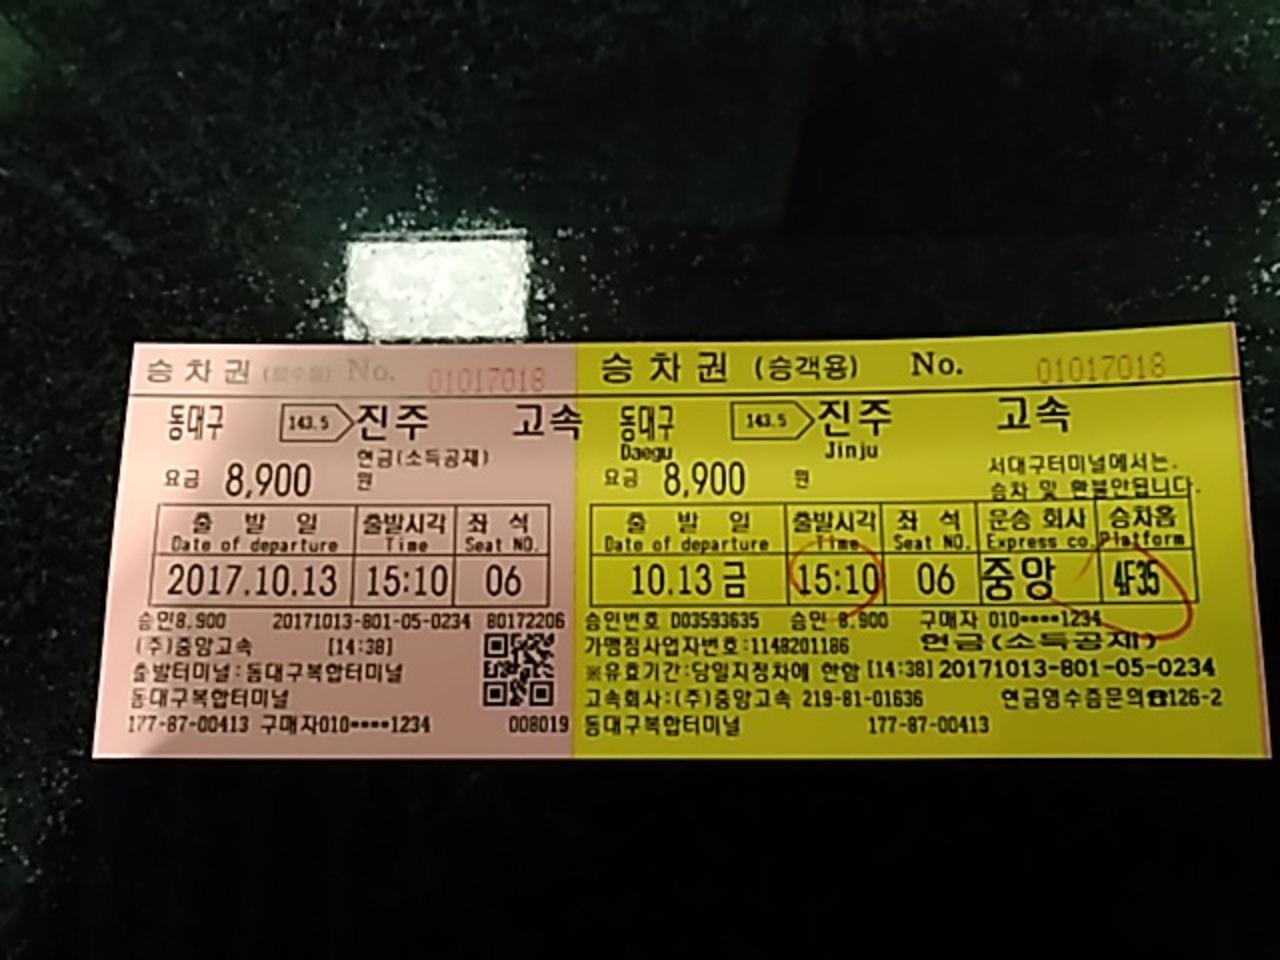 승차권 (회수용) No. 01017018
동대구 143.5 진주 고속
현금(소득공제)
요금 8,900 원
출발일 출발시각 좌석
Date of departure Time Seat NO.
2017.10.13 15:10 06
승인8.900 20171013-801-05-0234 80172206
(주)중앙고속 [14:38]
출발터미널:동대구복합터미널
동대구복합터미널
177-87-00413 구매자010••••1234 008019
승차권 (승객용) No. 01017018
동대구 143.5 진주 고속
Daegu Jinju
요금 8,900 원
서대구터미널에서는.
승차 및 환불안됩니다.
출발일 출발시각 좌석 운송회사 승차홈
Date of departure Time Seat NO. Express co. Platform
10.13 금 15:10 06 중앙 4F35
승인번호 D03593635 승인 8.900 구매자 010••••1234
가맹점사업자번호:1148201186 현금(소득공제)
※유효기간:당일지정차에 한함 [14:38] 20171013-801-05-0234
고속회사:(주)중앙고속 219-81-01636 현금영수증문의☎126-2
동대구복합터미널 177-87-00413